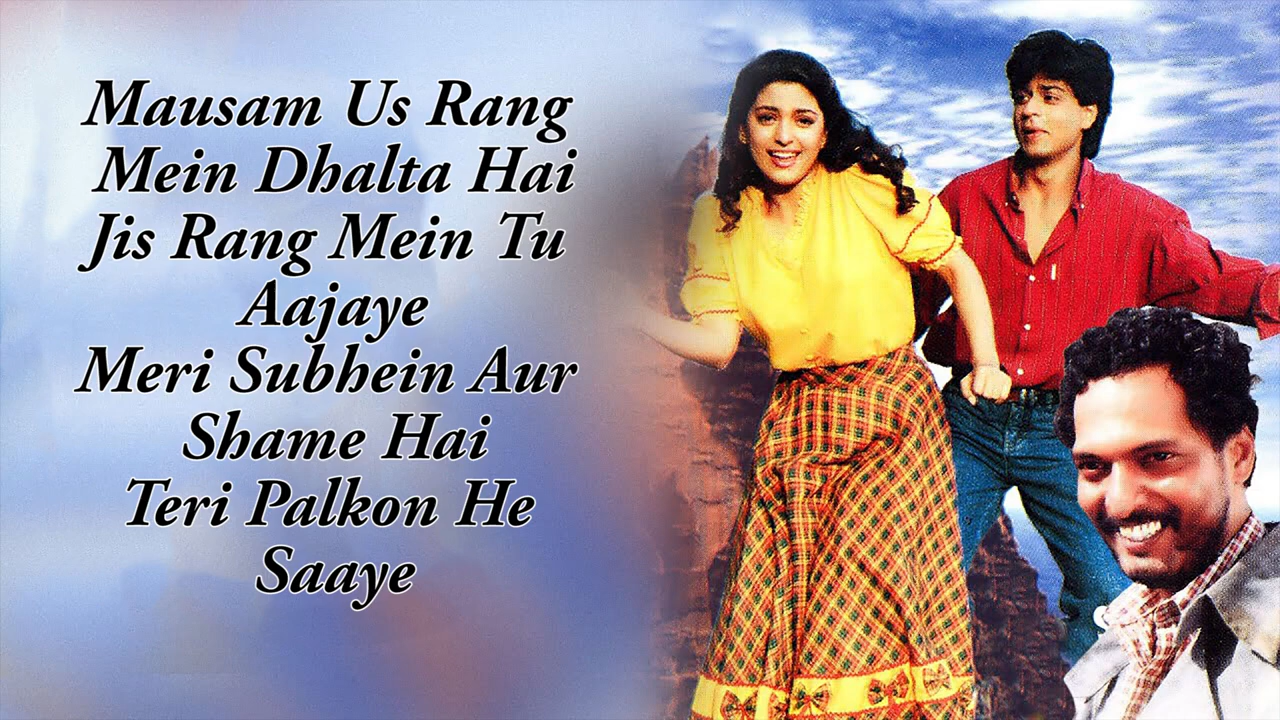 Mausam Us Rang
Mein Dhalta Hai
Jis Rang Mein Tu
Aajaye
Meri Subhein Aur
Shame Hai
Teri Palkon He
Saaye